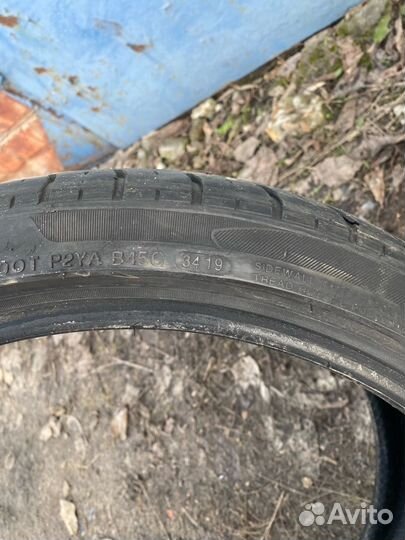 DOT P2YA B45C 3419
SIDEWALL
TREAD
Avito